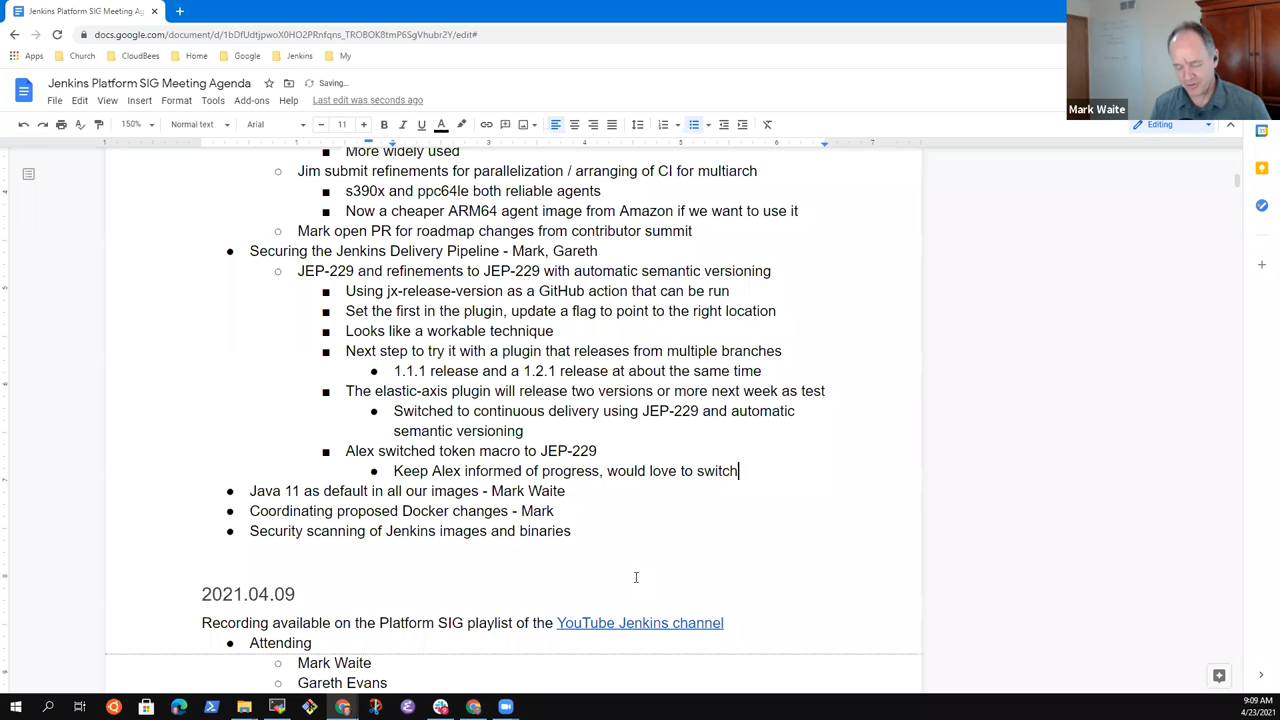 Jenkins Platform SIG Meeting Ag
docs.google.com/document/d/1bDfUdtjpwoX0HO2PRnfqns_TROBOK8tmP6SgVhubr2Y/edit#
Apps Church CloudBees Home Google Jenkins My
Jenkins Platform SIG Meeting Agenda Saving...
File Edit View Insert Format Tools Add-ons Help Last edit was seconds ago
Mark Waite
150% Normal text Arial 11 Editing
1 1 2 3 4 5 6 7
More widely used
Jim submit refinements for parallelization / arranging of CI for multiarch
s390x and ppc64le both reliable agents
Now a cheaper ARM64 agent image from Amazon if we want to use it
Mark open PR for roadmap changes from contributor summit
Securing the Jenkins Delivery Pipeline - Mark, Gareth
JEP-229 and refinements to JEP-229 with automatic semantic versioning
Using jx-release-version as a GitHub action that can be run
Set the first in the plugin, update a flag to point to the right location
Looks like a workable technique
Next step to try it with a plugin that releases from multiple branches
1.1.1 release and a 1.2.1 release at about the same time
The elastic-axis plugin will release two versions or more next week as test
Switched to continuous delivery using JEP-229 and automatic
semantic versioning
Alex switched token macro to JEP-229
Keep Alex informed of progress, would love to switch
Java 11 as default in all our images - Mark Waite
Coordinating proposed Docker changes - Mark
Security scanning of Jenkins images and binaries
2021.04.09
Recording available on the Platform SIG playlist of the YouTube Jenkins channel
Attending
Mark Waite
Gareth Evans
9:09 AM
4/23/2021